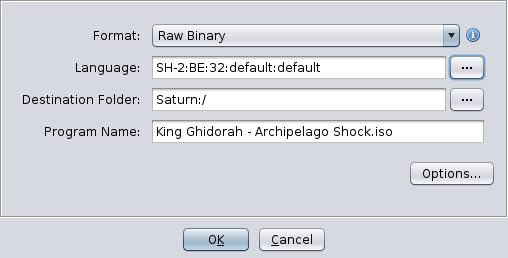 Format: Raw Binary
Language: SH-2:BE:32:default:default ...
Destination Folder: Saturn:/ ...
Program Name: King Ghidorah - Archipelago Shock.iso
Options...
OK Cancel